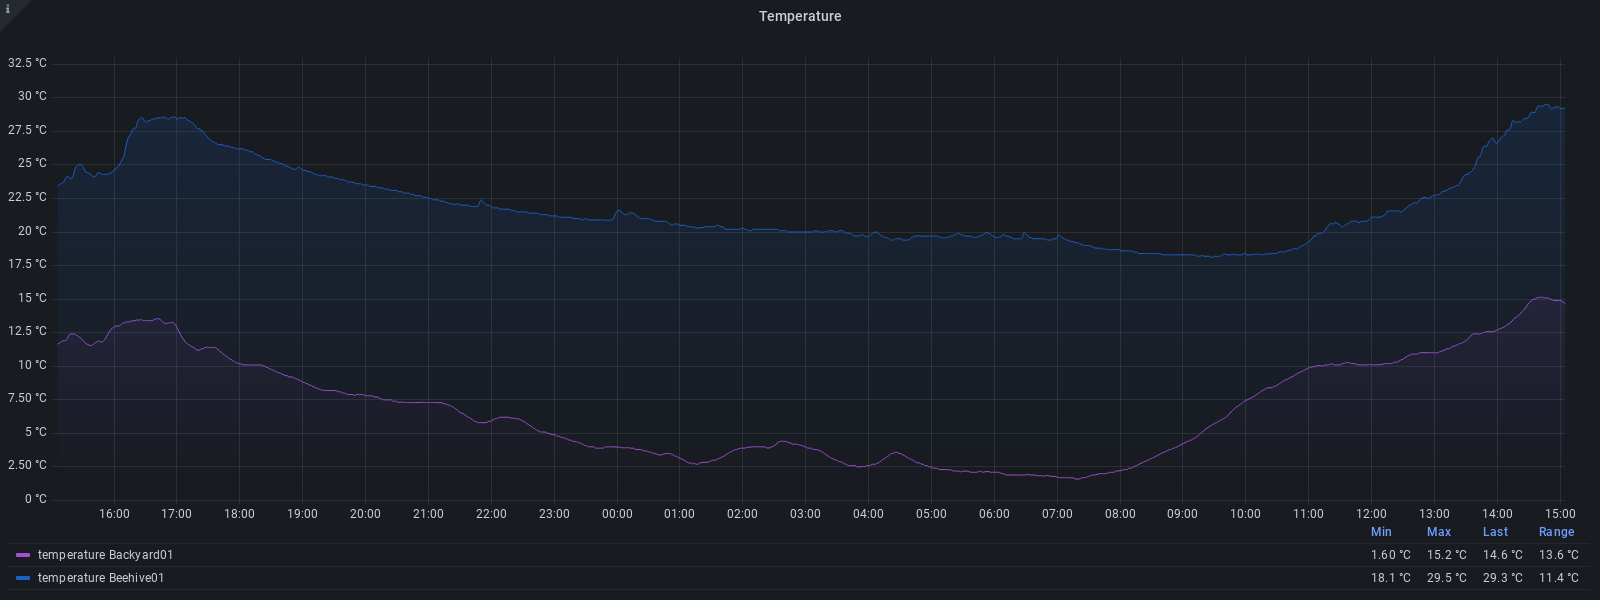 i
Temperature
32.5 °C
30 °C
27.5 °C
25 °C
22.5 °C
20 °C
17.5 °C
15 °C
12.5 °C
10 °C
7.50 °C
5 °C
2.50 °C
0 °C
16:00 17:00 18:00 19:00 20:00 21:00 22:00 23:00 00:00 01:00 02:00 03:00 04:00 05:00 06:00 07:00 08:00 09:00 10:00 11:00 12:00 13:00 14:00 15:00
Min Max Last Range
temperature Backyard01 1.60 °C 15.2 °C 14.6 °C 13.6 °C
temperature Beehive01 18.1 °C 29.5 °C 29.3 °C 11.4 °C